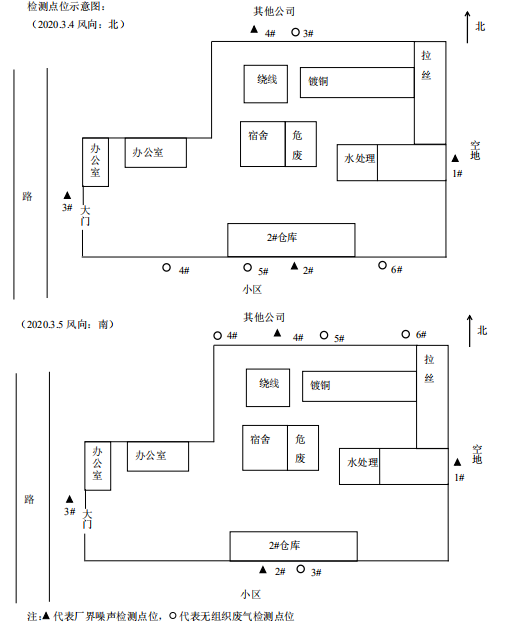 检测点位示意图：
（2020.3.4 风向：北）
其他公司
▲ 4# ○ 3#
北
拉丝
绕线
镀铜
宿舍
危废
水处理
空地
▲ 1#
办公室
办公室
路
▲ 3#
大门
2#仓库
○ 4# ○ 5# ▲ 2# ○ 6#
小区
（2020.3.5 风向：南）
其他公司
○ 4# ▲ 4# ○ 5# ○ 6#
北
拉丝
绕线
镀铜
宿舍
危废
水处理
空地
▲ 1#
办公室
办公室
路
▲ 3#
大门
2#仓库
▲ 2# ○ 3#
小区
注：▲代表厂界噪声检测点位，○代表无组织废气检测点位